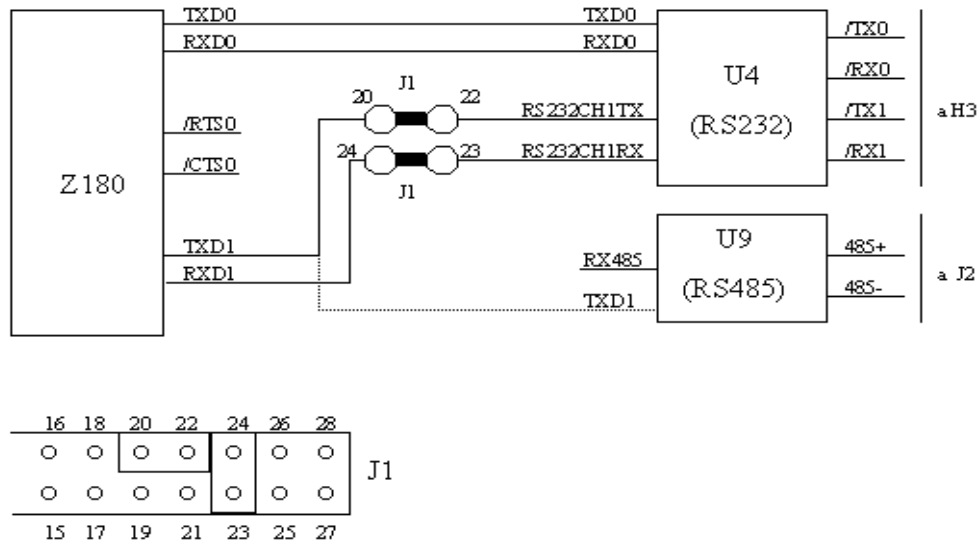 TXD0 TXD0
RXD0 RXD0
/TX0
/RX0
/TX1
/RX1
a H3
U4
(RS232)
J1
20 22 RS232CH1TX
24 23 RS232CH1RX
J1
/RTS0
/CTS0
Z180
TXD1
RXD1
U9
(RS485)
RX485
TXD1
485+
485-
a J2
16 18 20 22 24 26 28
J1
15 17 19 21 23 25 27